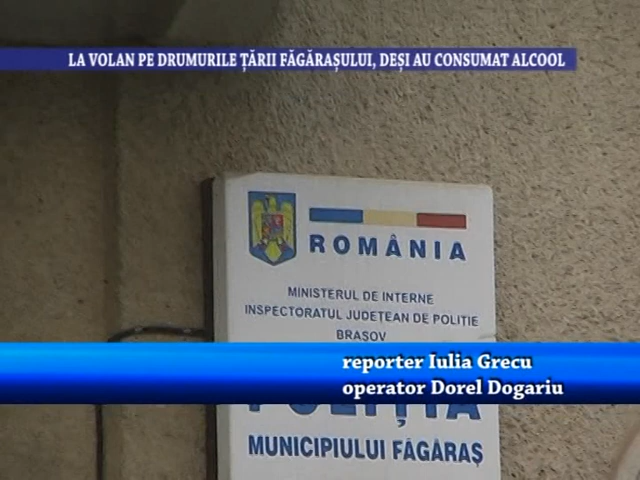 LA VOLAN PE DRUMURILE ȚĂRII FĂGĂRAȘULUI, DEȘI AU CONSUMAT ALCOOL
ROMÂNIA
MINISTERUL DE INTERNE
INSPECTORATUL JUDEȚEAN DE POLIȚIE
BRAȘOV
reporter Iulia Grecu
operator Dorel Dogariu
POLIȚIA
MUNICIPIULUI FĂGĂRAȘ